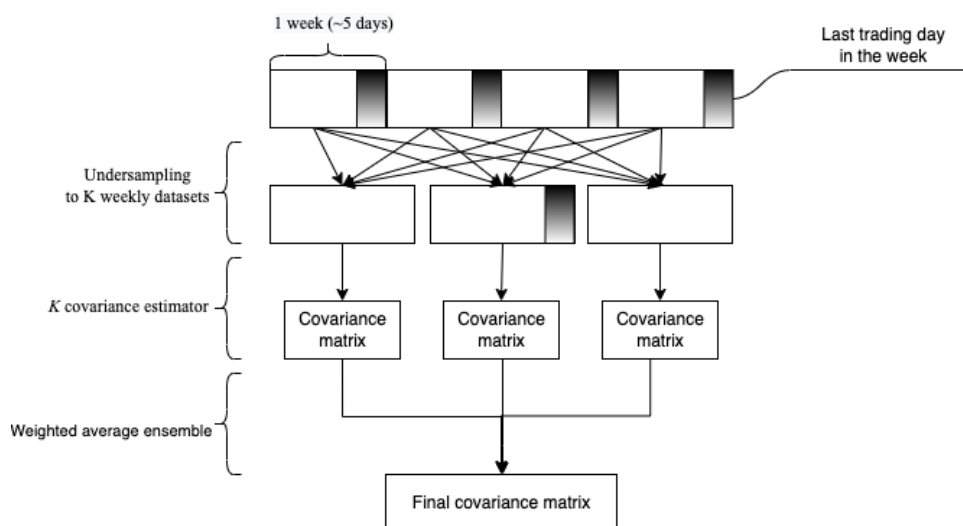 1 week (~5 days)
Last trading day
in the week
Undersampling
to K weekly datasets
K covariance estimator
Covariance
matrix
Covariance
matrix
Covariance
matrix
Weighted average ensemble
Final covariance matrix